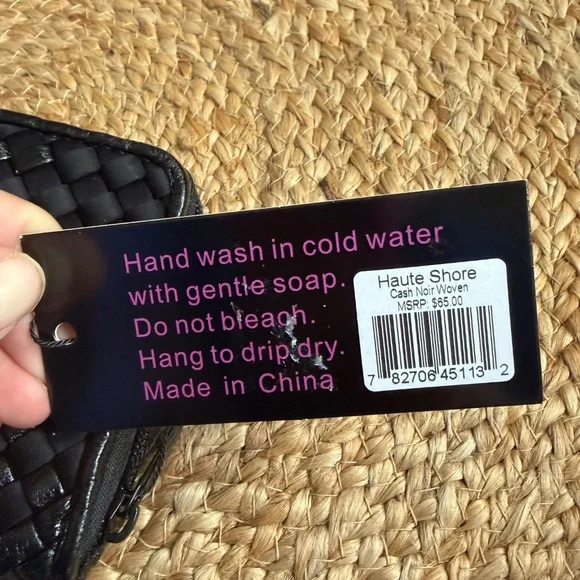 Hand wash in cold water
with gentle soap.
Do not bleach.
Hang to drip dry.
Made in China
Haute Shore
Cash Noir Woven
MSRP: $65.00
7 82706 45113 2